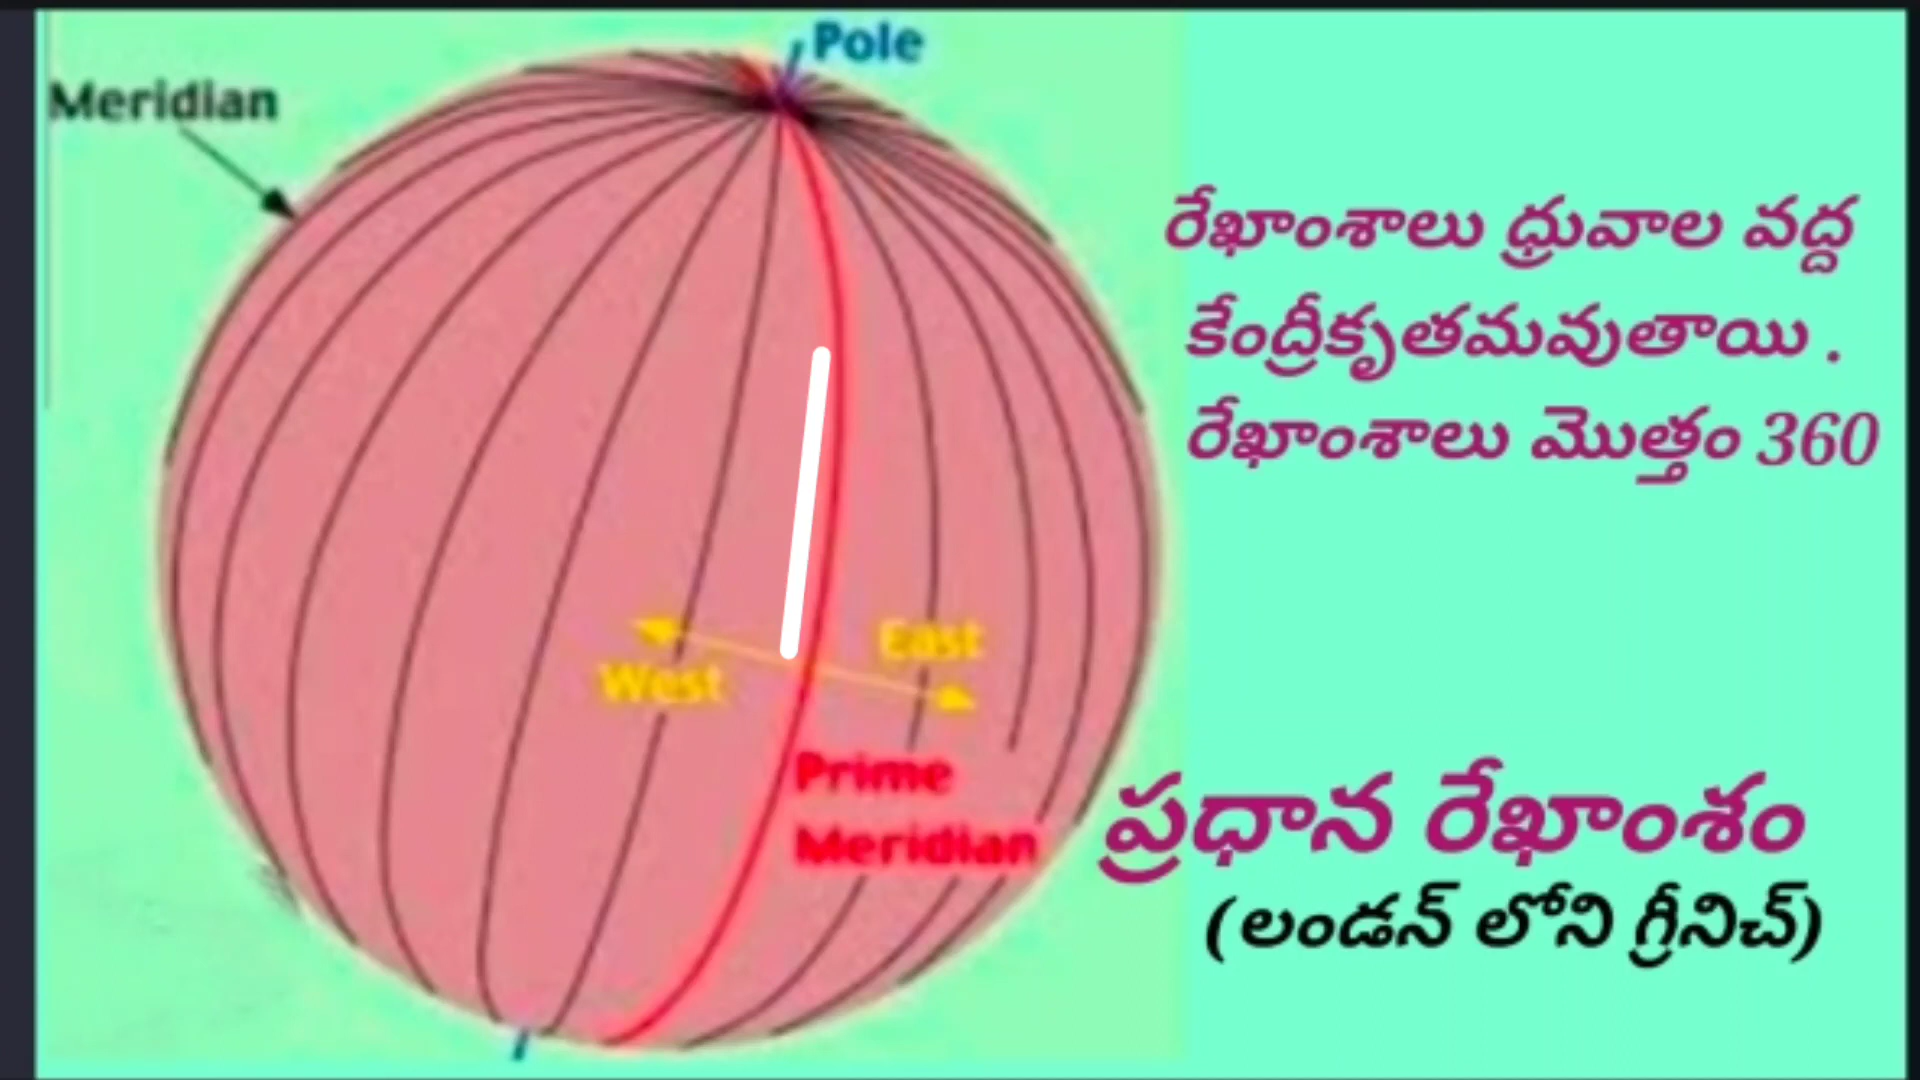 Pole
Meridian
రేఖాంశాలు ధ్రువాల వద్ద
కేంద్రీకృతమవుతాయి .
రేఖాంశాలు మొత్తం 360
East
West
Prime
Meridian
ప్రధాన రేఖాంశం
(లండన్ లోని గ్రీనిచ్)